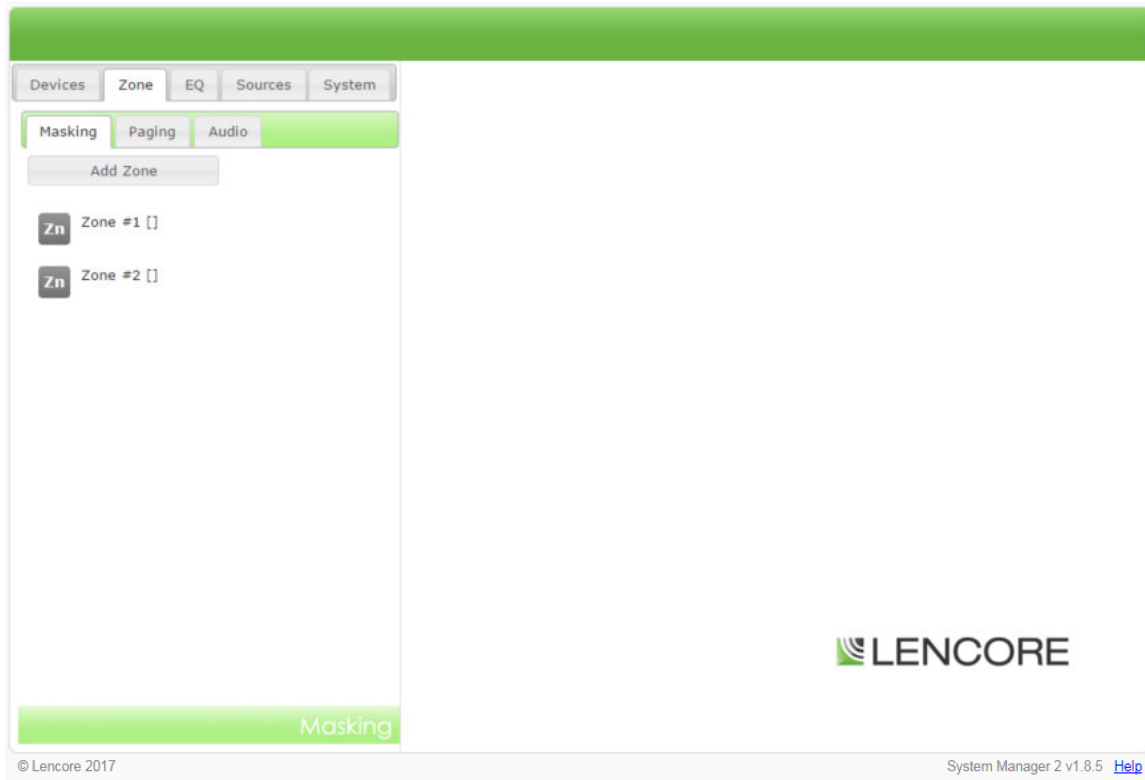 Devices Zone EQ Sources System
Masking Paging Audio
Add Zone
Zn Zone #1 []
Zn Zone #2 []
LENCORE
Masking
© Lencore 2017 System Manager 2 v1.8.5 Help